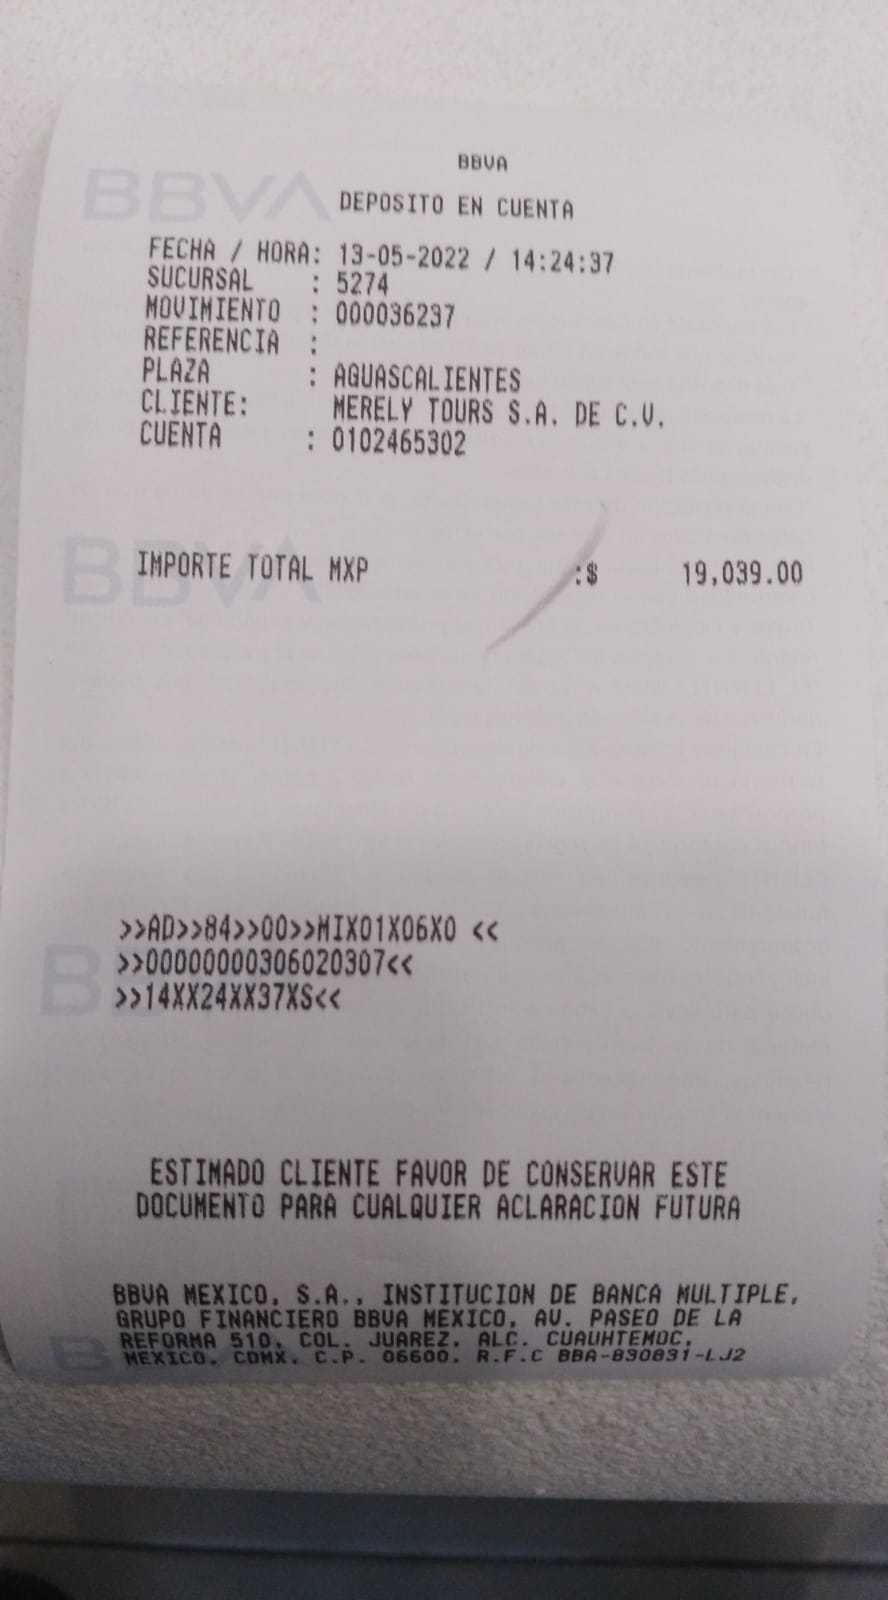 BBVA
BBVA
DEPOSITO EN CUENTA
FECHA / HORA: 13-05-2022 / 14:24:37
SUCURSAL : 5274
MOVIMIENTO : 000036237
REFERENCIA :
PLAZA : AGUASCALIENTES
CLIENTE: MERELY TOURS S.A. DE C.V.
CUENTA : 0102465302
BBVA
IMPORTE TOTAL MXP :$ 19,039.00
>>AD>>84>>00>>MIX01X06X0 <<
>>00000000306020307<<
>>14XX24XX37XS<<
ESTIMADO CLIENTE FAVOR DE CONSERVAR ESTE
DOCUMENTO PARA CUALQUIER ACLARACION FUTURA
BBVA MEXICO, S.A., INSTITUCION DE BANCA MULTIPLE,
GRUPO FINANCIERO BBVA MEXICO, AV. PASEO DE LA
REFORMA 510, COL. JUAREZ, ALC. CUAUHTEMOC,
MEXICO, CDMX. C.P. 06600. R.F.C BBA-830831-LJ2